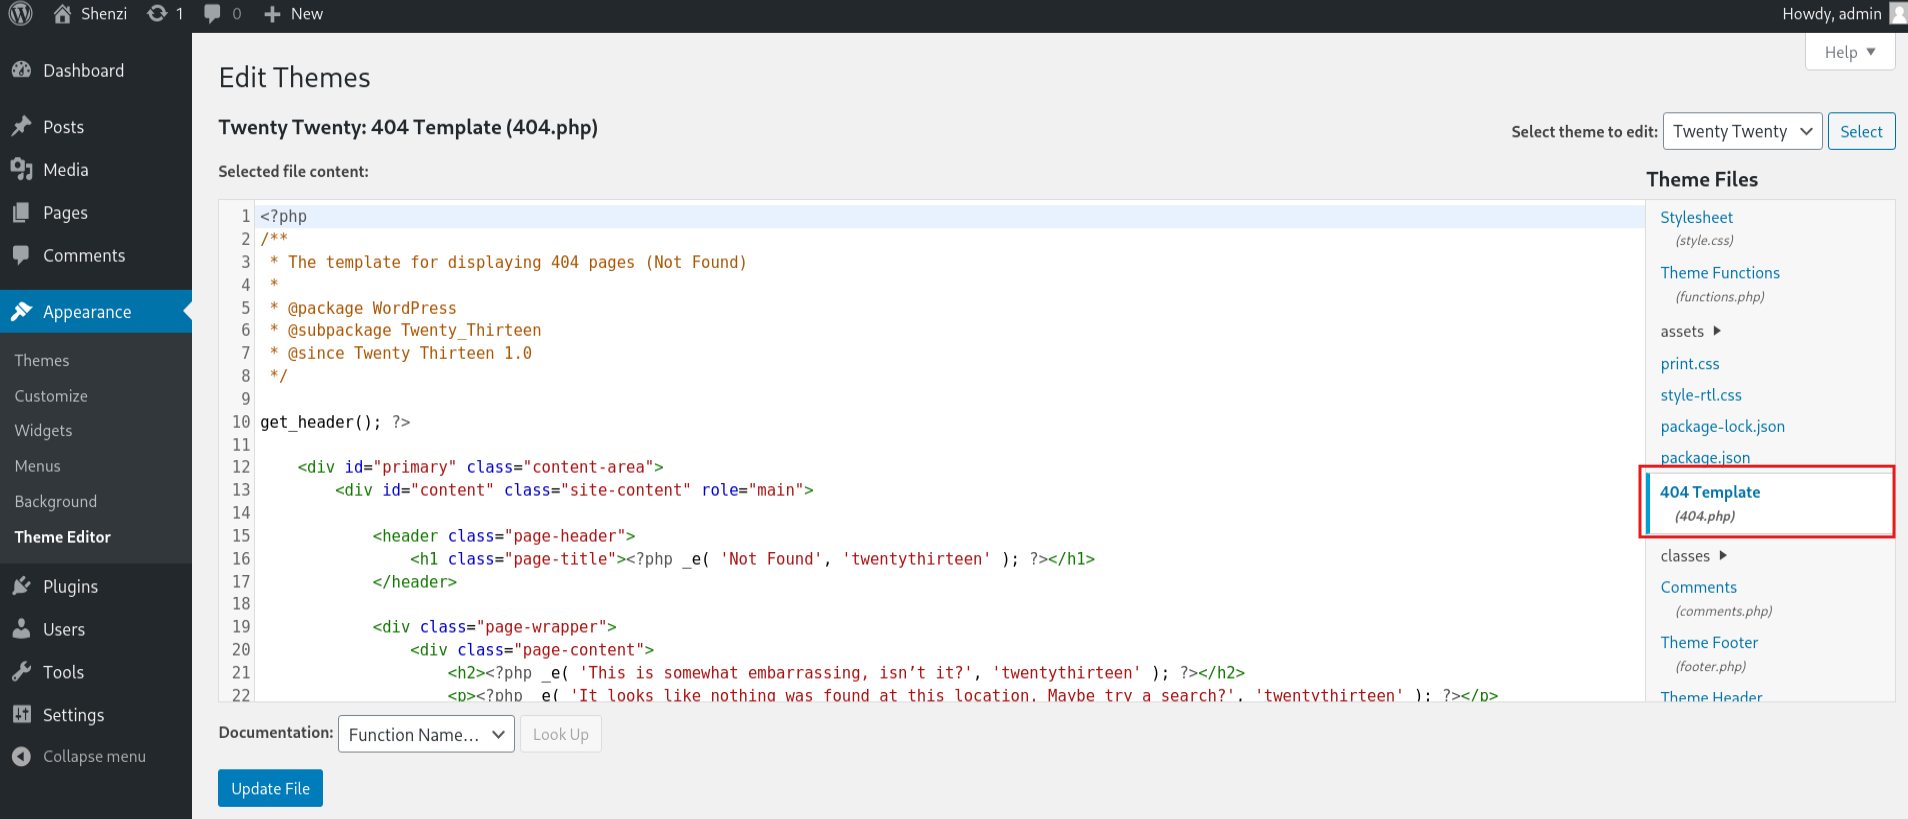 Shenzi 1 0 New Howdy, admin
Help
Dashboard
Posts
Media
Pages
Comments
Appearance
Themes
Customize
Widgets
Menus
Background
Theme Editor
Plugins
Users
Tools
Settings
Collapse menu
Edit Themes
Twenty Twenty: 404 Template (404.php)
Select theme to edit: Twenty Twenty Select
Selected file content:
1 <?php
2 /**
3  * The template for displaying 404 pages (Not Found)
4  *
5  * @package WordPress
6  * @subpackage Twenty_Thirteen
7  * @since Twenty Thirteen 1.0
8  */
9
10 get_header(); ?>
11
12     <div id="primary" class="content-area">
13         <div id="content" class="site-content" role="main">
14
15             <header class="page-header">
16                 <h1 class="page-title"><?php _e( 'Not Found', 'twentythirteen' ); ?></h1>
17             </header>
18
19             <div class="page-wrapper">
20                 <div class="page-content">
21                     <h2><?php _e( 'This is somewhat embarrassing, isn’t it?', 'twentythirteen' ); ?></h2>
22                     <p><?php _e( 'It looks like nothing was found at this location. Maybe try a search?', 'twentythirteen' ); ?></p>
Theme Files
Stylesheet
(style.css)
Theme Functions
(functions.php)
assets
print.css
style-rtl.css
package-lock.json
package.json
404 Template
(404.php)
classes
Comments
(comments.php)
Theme Footer
(footer.php)
Theme Header
Documentation: Function Name... Look Up
Update File